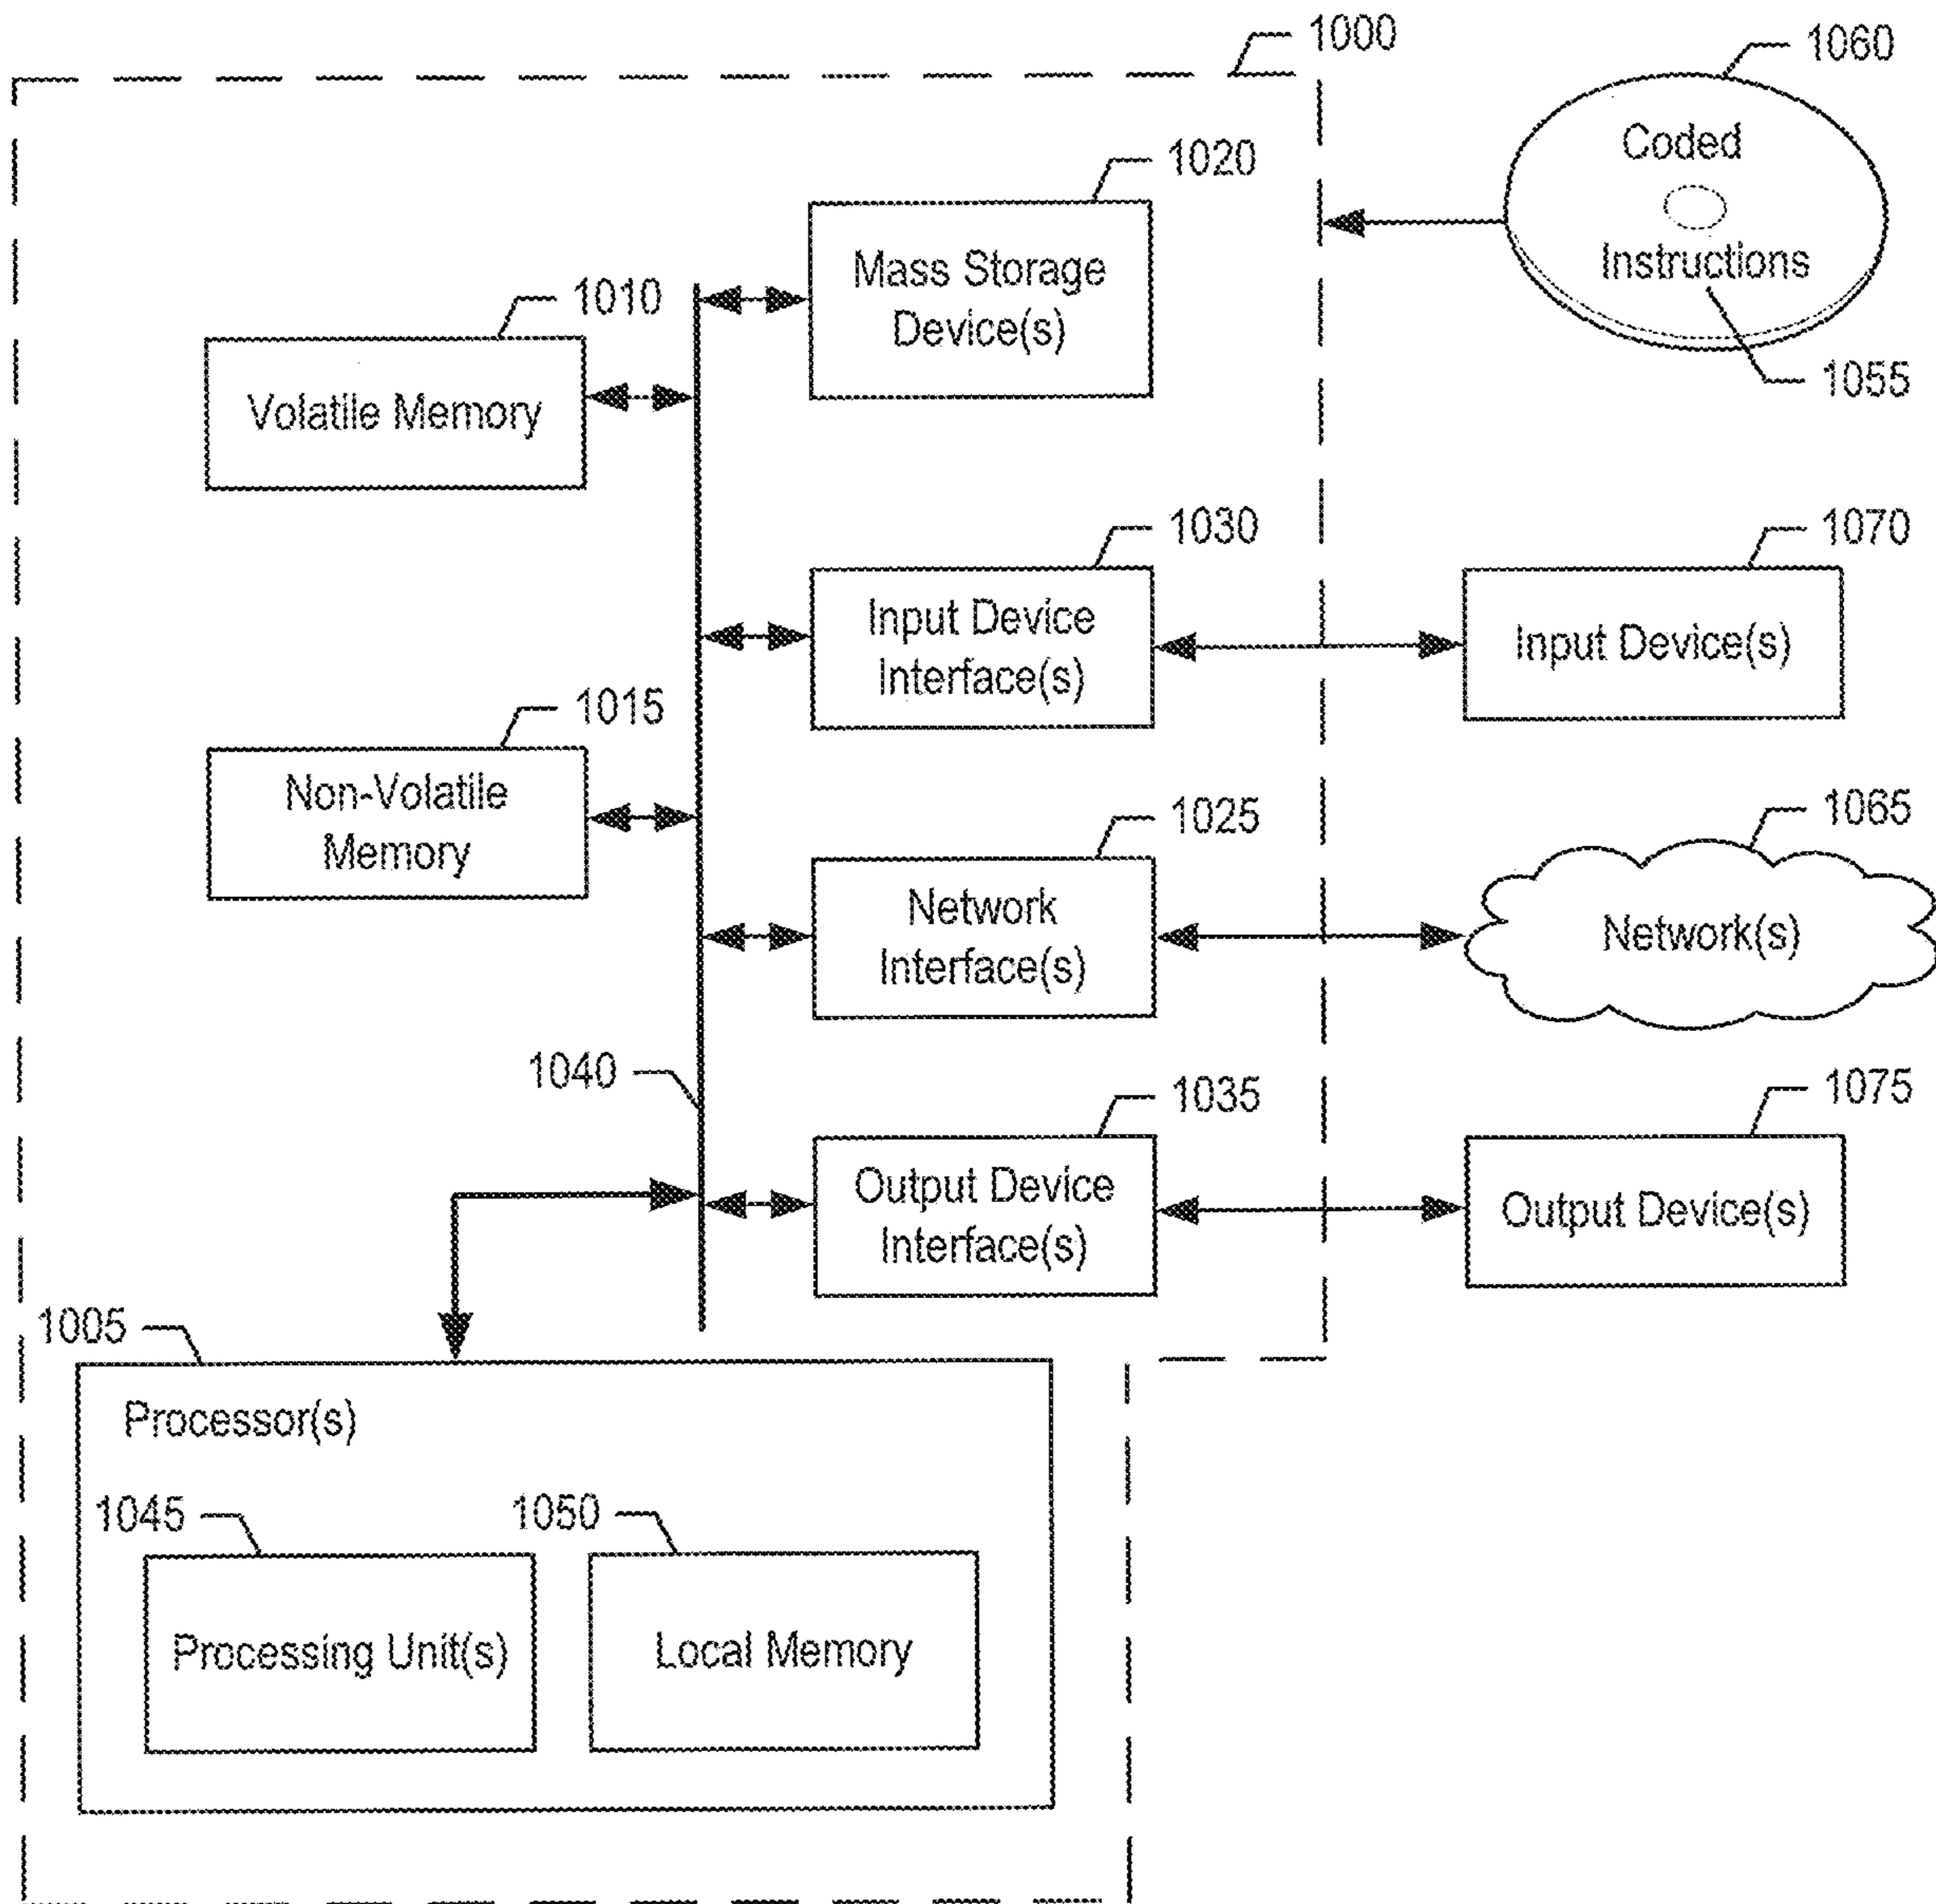 1000
1060
Coded
Instructions
1055
1020
Mass Storage
Device(s)
1010
Volatile Memory
1030
Input Device
Interface(s)
1070
Input Device(s)
1015
Non-Volatile
Memory
1025
Network
Interface(s)
1065
Network(s)
1040
1035
Output Device
Interface(s)
1075
Output Device(s)
1005
Processor(s)
1045
Processing Unit(s)
1050
Local Memory